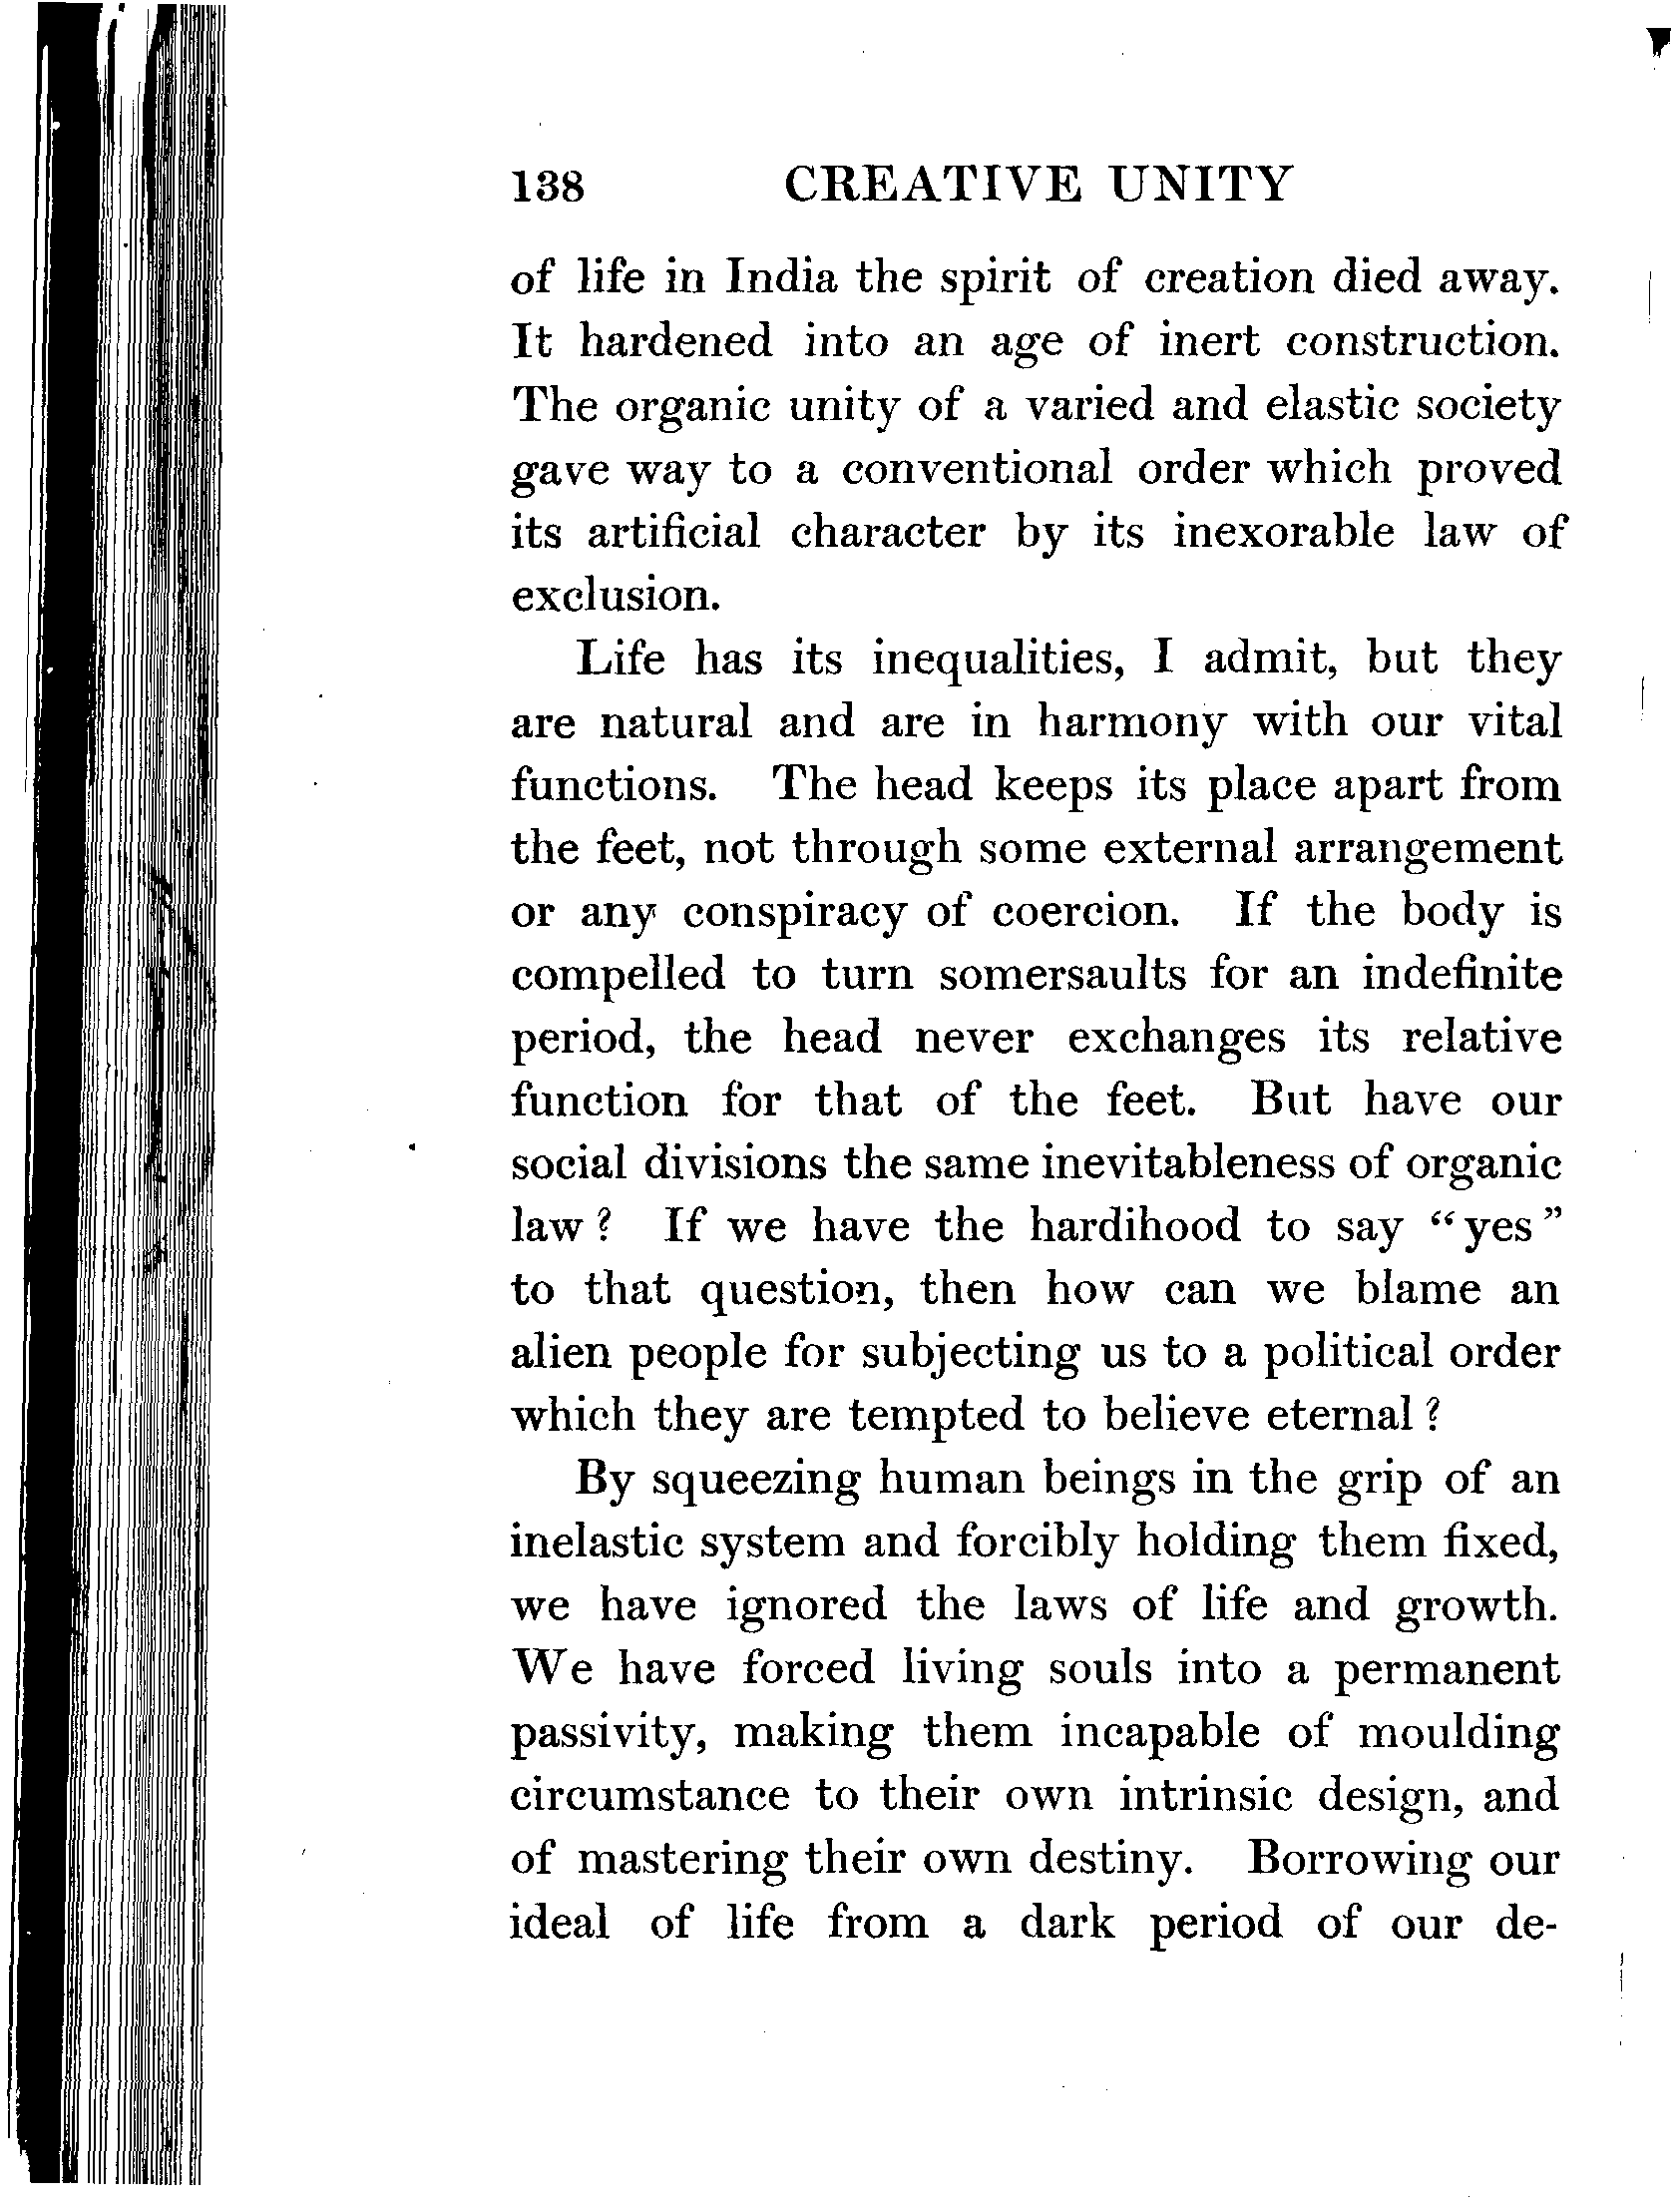 138 CREATIVE UNITY
of life in India the spirit of creation died away.
It hardened into an age of inert construction.
The organic unity of a varied and elastic society
gave way to a conventional order which proved
its artificial character by its inexorable law of
exclusion.
Life has its inequalities, I admit, but they
are natural and are in harmony with our vital
functions. The head keeps its place apart from
the feet, not through some external arrangement
or any conspiracy of coercion. If the body is
compelled to turn somersaults for an indefinite
period, the head never exchanges its relative
function for that of the feet. But have our
social divisions the same inevitableness of organic
law ? If we have the hardihood to say “yes”
to that question, then how can we blame an
alien people for subjecting us to a political order
which they are tempted to believe eternal ?
By squeezing human beings in the grip of an
inelastic system and forcibly holding them fixed,
we have ignored the laws of life and growth.
We have forced living souls into a permanent
passivity, making them incapable of moulding
circumstance to their own intrinsic design, and
of mastering their own destiny. Borrowing our
ideal of life from a dark period of our de-